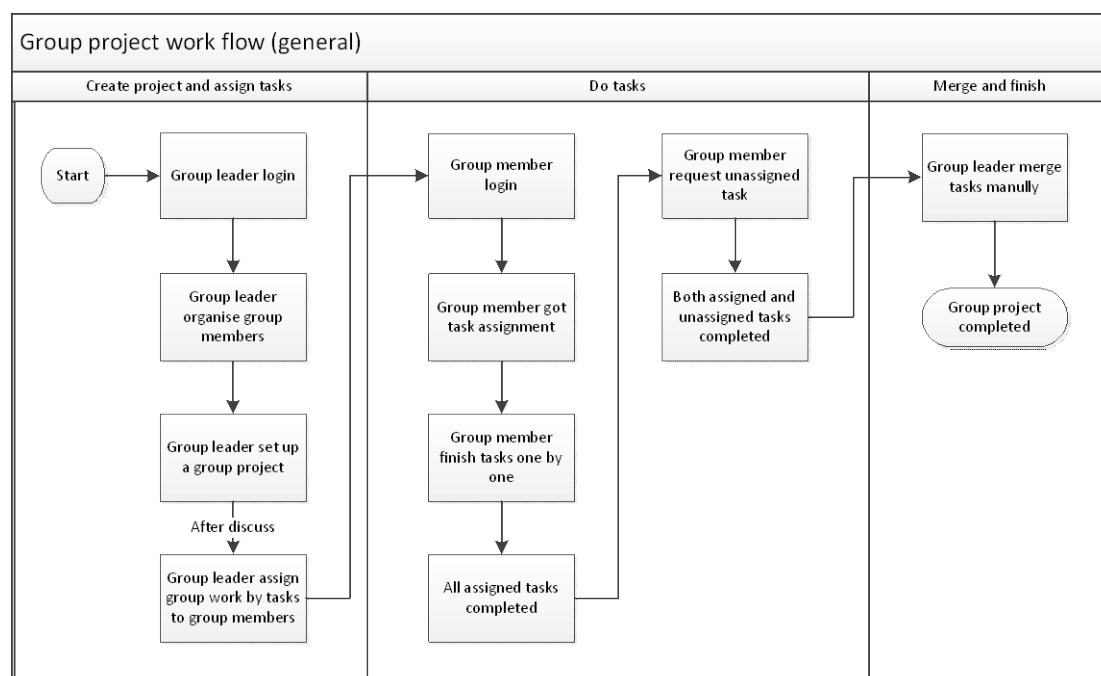 Group project work flow (general)
Create project and assign tasks
Do tasks
Merge and finish
Start
Group leader login
Group leader
organise group
members
Group leader set up
a group project
After discuss
Group leader assign
group work by tasks
to group members
Group member
login
Group member got
task assignment
Group member
finish tasks one by
one
All assigned tasks
completed
Group member
request unassigned
task
Both assigned and
unassigned tasks
completed
Group leader merge
tasks manully
Group project
completed